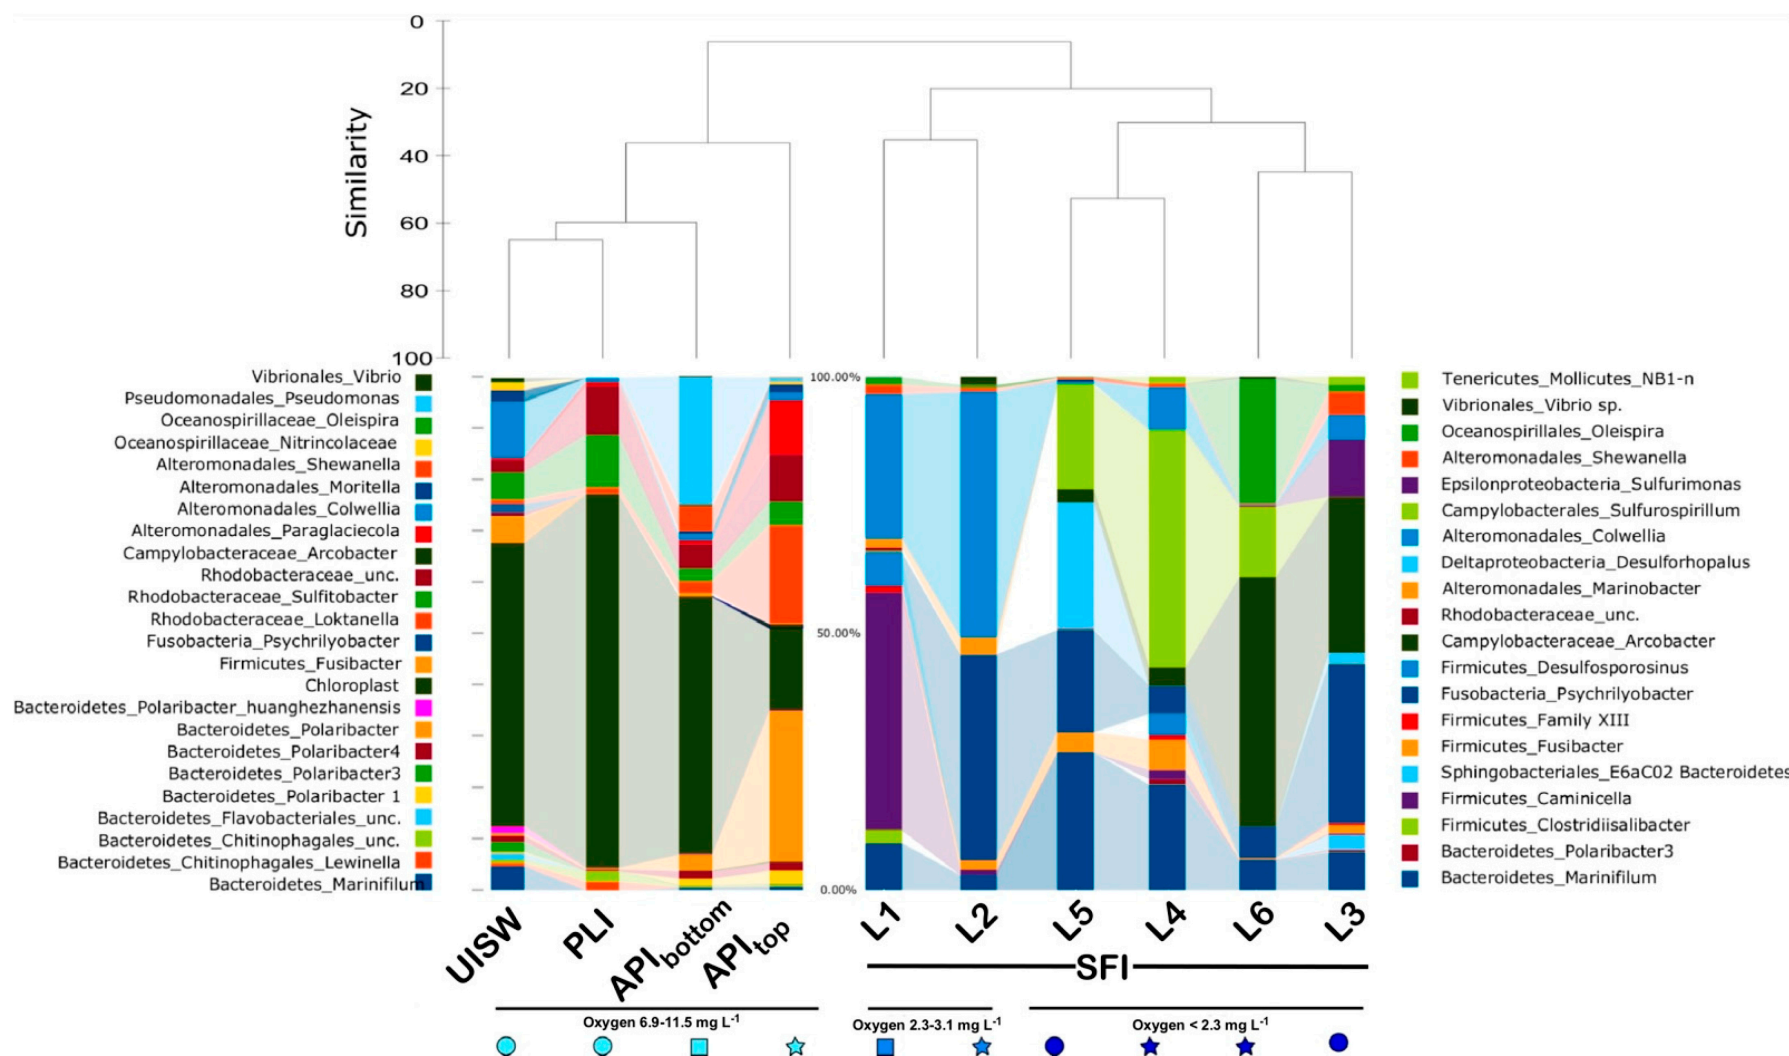 0
20
40
60
80
100
Similarity
Vibrionales_Vibrio
Pseudomonadales_Pseudomonas
Oceanospirillaceae_Oleispira
Oceanospirillaceae_Nitrincolaceae
Alteromonadales_Shewanella
Alteromonadales_Moritella
Alteromonadales_Colwellia
Alteromonadales_Paraglaciecola
Campylobacteraceae_Arcobacter
Rhodobacteraceae_unc.
Rhodobacteraceae_Sulfitobacter
Rhodobacteraceae_Loktanella
Fusobacteria_Psychrilyobacter
Firmicutes_Fusibacter
Chloroplast
Bacteroidetes_Polaribacter_huanghezhanensis
Bacteroidetes_Polaribacter
Bacteroidetes_Polaribacter4
Bacteroidetes_Polaribacter3
Bacteroidetes_Polaribacter 1
Bacteroidetes_Flavobacteriales_unc.
Bacteroidetes_Chitinophagales_unc.
Bacteroidetes_Chitinophagales_Lewinella
Bacteroidetes_Marinifilum
100.00%
50.00%
0.00%
Tenericutes_Mollicutes_NB1-n
Vibrionales_Vibrio sp.
Oceanospirillales_Oleispira
Alteromonadales_Shewanella
Epsilonproteobacteria_Sulfurimonas
Campylobacterales_Sulfurospirillum
Alteromonadales_Colwellia
Deltaproteobacteria_Desulforhopalus
Alteromonadales_Marinobacter
Rhodobacteraceae_unc.
Campylobacteraceae_Arcobacter
Firmicutes_Desulfosporosinus
Fusobacteria_Psychrilyobacter
Firmicutes_Family XIII
Firmicutes_Fusibacter
Sphingobacteriales_E6aC02 Bacteroidetes
Firmicutes_Caminicella
Firmicutes_Clostridiisalibacter
Bacteroidetes_Polaribacter3
Bacteroidetes_Marinifilum
UISW
PLI
API bottom
API top
L1
L2
L5
L4
L6
L3
SFI
Oxygen 6.9-11.5 mg L-1
Oxygen 2.3-3.1 mg L-1
Oxygen < 2.3 mg L-1